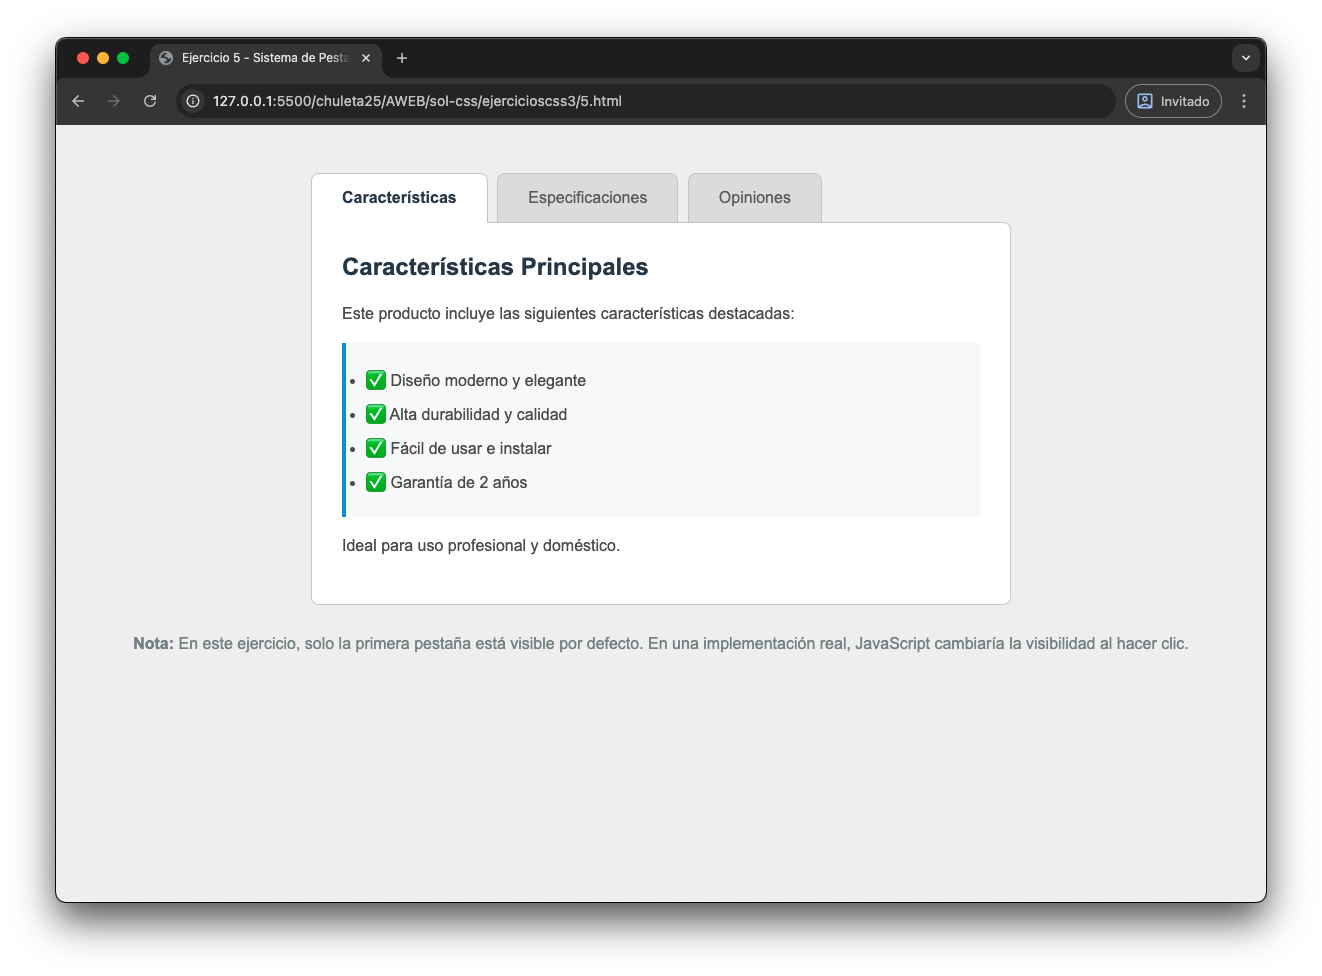 Ejercicio 5 - Sistema de Pesta
127.0.0.1:5500/chuleta25/AWEB/sol-css/ejercicioscss3/5.html
Invitado
Características
Especificaciones
Opiniones
Características Principales
Este producto incluye las siguientes características destacadas:
• ✅ Diseño moderno y elegante
• ✅ Alta durabilidad y calidad
• ✅ Fácil de usar e instalar
• ✅ Garantía de 2 años
Ideal para uso profesional y doméstico.
Nota: En este ejercicio, solo la primera pestaña está visible por defecto. En una implementación real, JavaScript cambiaría la visibilidad al hacer clic.